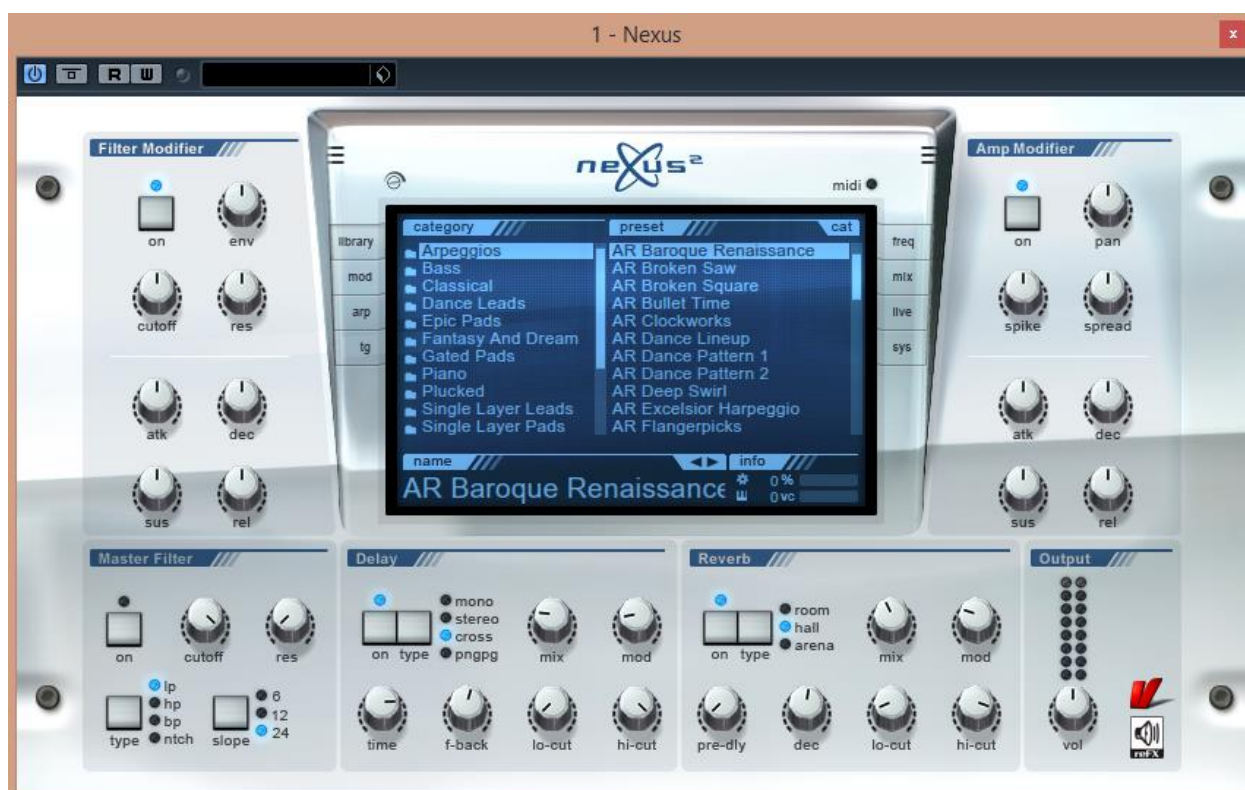 1 - Nexus
x
R W
Filter Modifier
on env
cutoff res
atk dec
sus rel
nexus²
midi
library
mod
arp
tg
category
Arpeggios
Bass
Classical
Dance Leads
Epic Pads
Fantasy And Dream
Gated Pads
Piano
Plucked
Single Layer Leads
Single Layer Pads
preset cat
AR Baroque Renaissance
AR Broken Saw
AR Broken Square
AR Bullet Time
AR Clockworks
AR Dance Lineup
AR Dance Pattern 1
AR Dance Pattern 2
AR Deep Swirl
AR Excelsior Harpeggio
AR Flangerpicks
name
AR Baroque Renaissance
info
0 %
0 vc
freq
mix
live
sys
Amp Modifier
on pan
spike spread
atk dec
sus rel
Master Filter
on cutoff res
type
lp
hp
bp
ntch
slope
6
12
24
Delay
on type
mono
stereo
cross
pngpg
mix mod
time f-back lo-cut hi-cut
Reverb
on type
room
hall
arena
mix mod
pre-dly dec lo-cut hi-cut
Output
vol
reFX